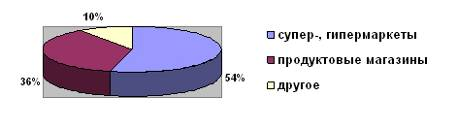 10%
36%
54%
супер-, гипермаркеты
продуктовые магазины
другое